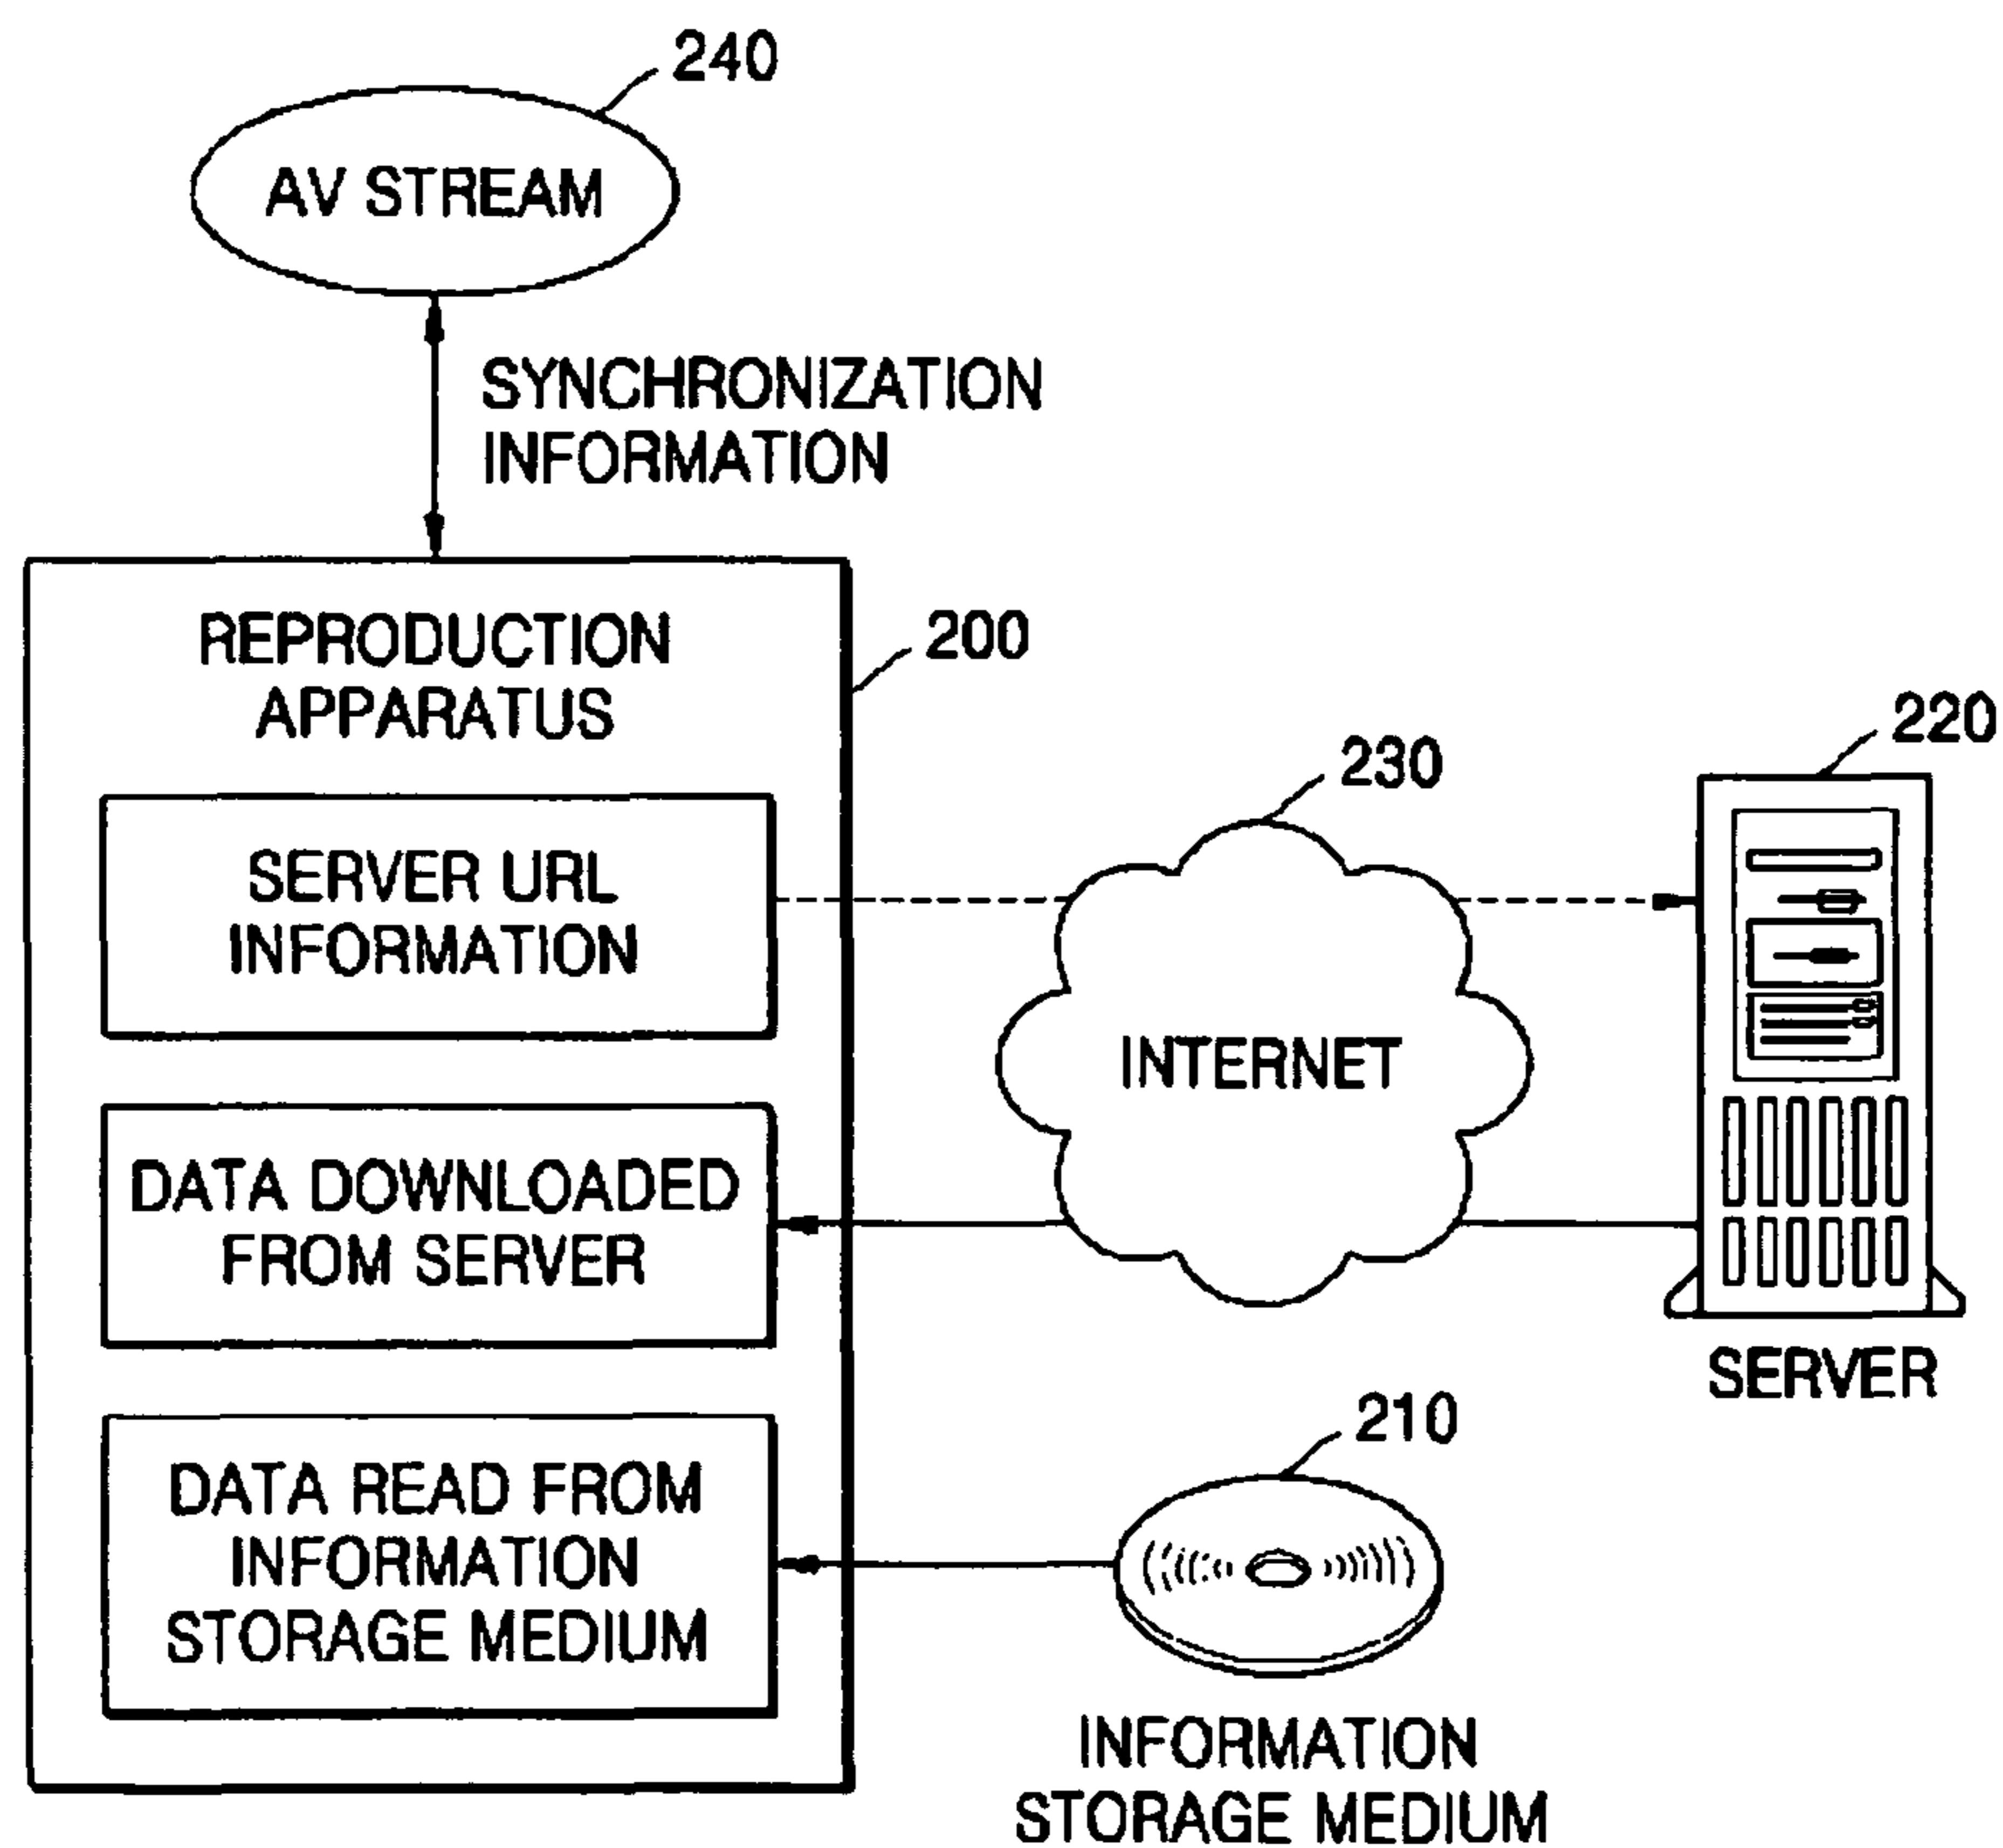 240
AV STREAM
SYNCHRONIZATION
INFORMATION
REPRODUCTION
APPARATUS
200
SERVER URL
INFORMATION
230
220
INTERNET
DATA DOWNLOADED
FROM SERVER
SERVER
DATA READ FROM
INFORMATION
STORAGE MEDIUM
210
INFORMATION
STORAGE MEDIUM